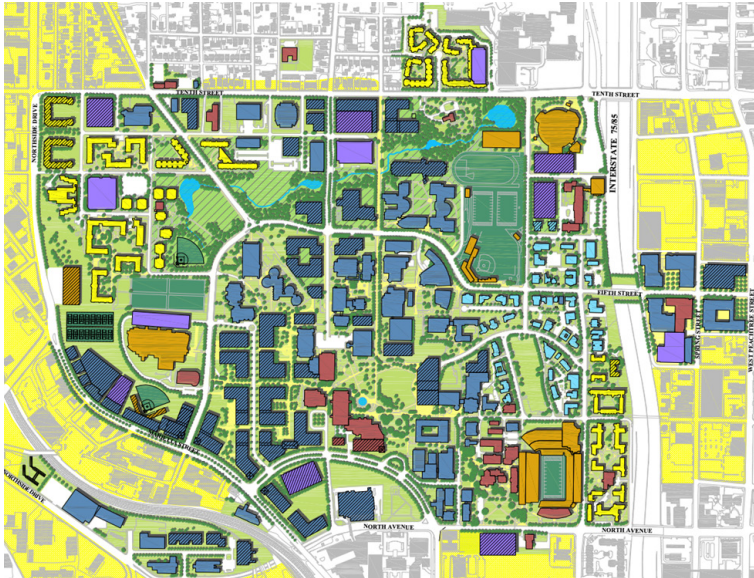 TENTH STREET
TENTH STREET
NORTHSIDE DRIVE
INTERSTATE 75/85
FIFTH STREET
SPRING STREET
WEST PEACHTREE STREET
NORTHSIDE DRIVE
NORTH AVENUE
NORTH AVENUE